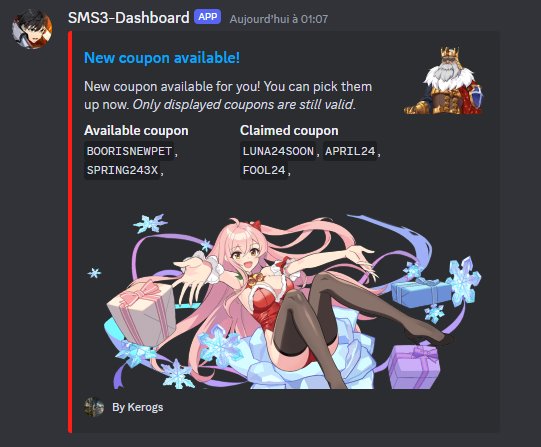 SMS3-Dashboard APP Aujourd'hui à 01:07
New coupon available!
New coupon available for you! You can pick them
up now. Only displayed coupons are still valid.
Available coupon
BOORISNEWPET,
SPRING243X,
Claimed coupon
LUNA24SOON, APRIL24,
FOOL24,
By Kerogs